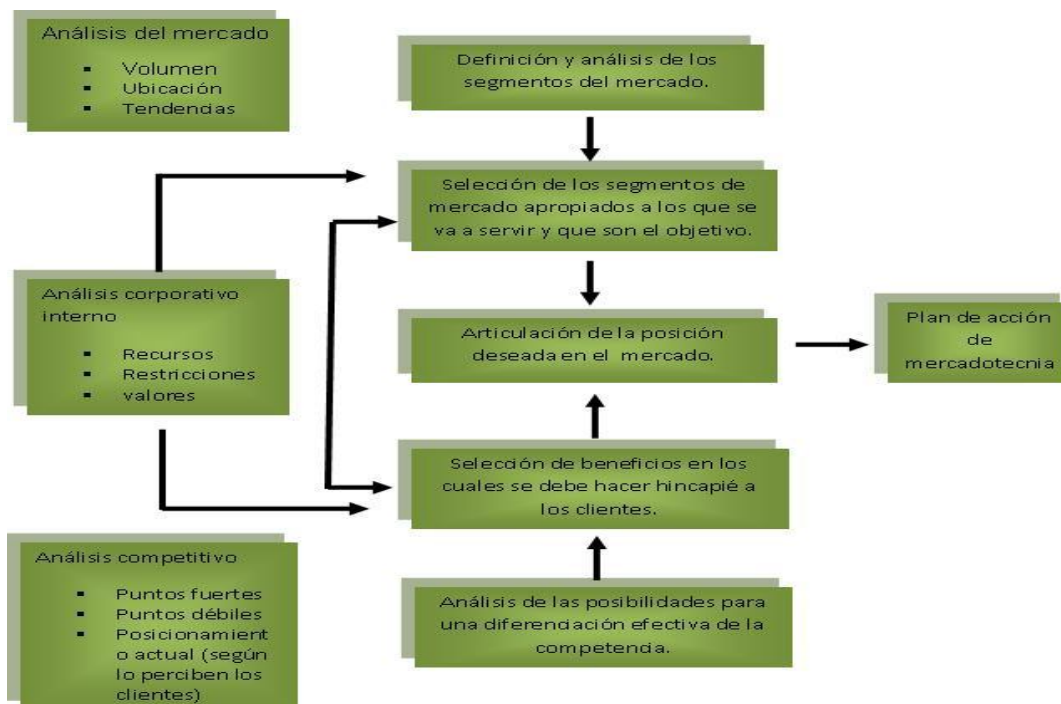 Análisis del mercado
▪ Volumen
▪ Ubicación
▪ Tendencias
Definición y análisis de los
segmentos del mercado.
Selección de los segmentos de
mercado apropiados a los que se
va a servir y que son el objetivo.
Análisis corporativo
interno
▪ Recursos
▪ Restricciones
▪ valores
Articulación de la posición
deseada en el mercado.
Plan de acción
de
mercadotecnia
Selección de beneficios en los
cuales se debe hacer hincapié a
los clientes.
Análisis competitivo
▪ Puntos fuertes
▪ Puntos débiles
▪ Posicionamient
o actual (según
lo perciben los
clientes)
Análisis de las posibilidades para
una diferenciación efectiva de la
competencia.